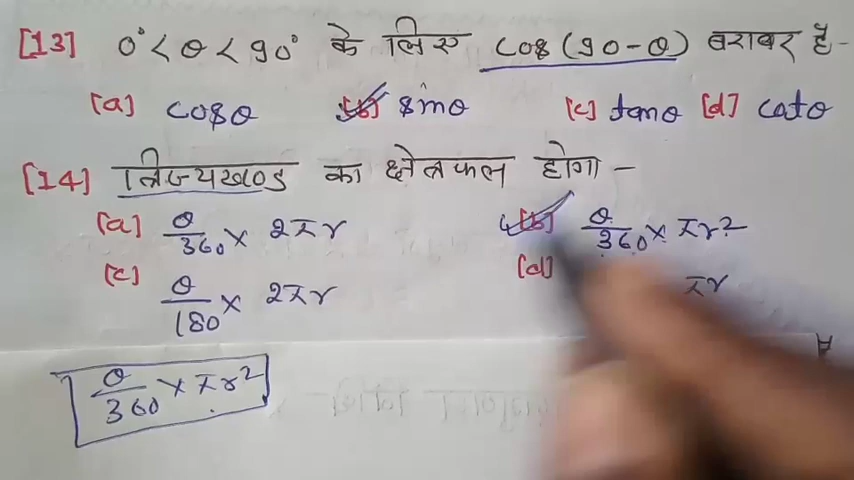 [13] 0° < θ < 90° के लिए cos (90 - θ) बराबर है -
[a] cosθ [b] sinθ [c] tanθ [d] cotθ
[14] त्रिज्यखण्ड का क्षेत्रफल होगा -
[a] θ/360 × 2πr [b] θ/360 × πr²
[c] θ/180 × 2πr [d] πr
θ/360 × πr²